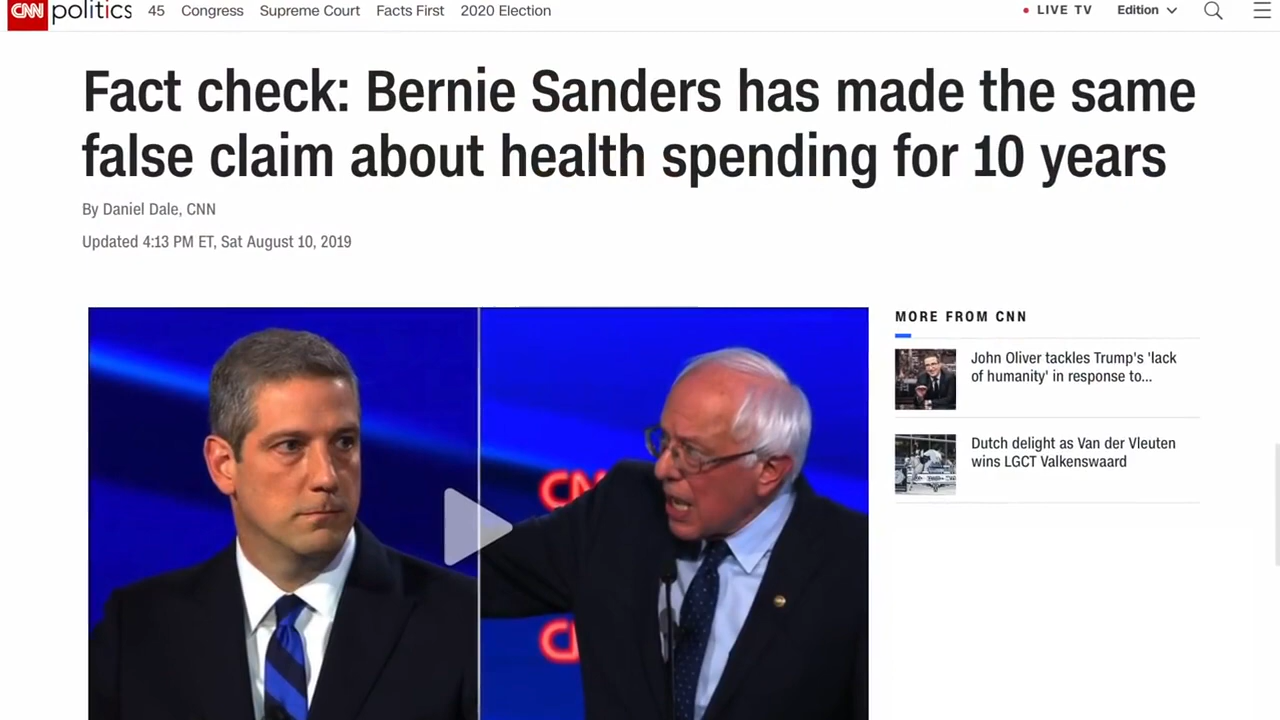 CNN politics 45 Congress Supreme Court Facts First 2020 Election LIVE TV Edition
Fact check: Bernie Sanders has made the same
false claim about health spending for 10 years
By Daniel Dale, CNN
Updated 4:13 PM ET, Sat August 10, 2019
MORE FROM CNN
John Oliver tackles Trump's 'lack
of humanity' in response to...
Dutch delight as Van der Vleuten
wins LGCT Valkenswaard
CN
C